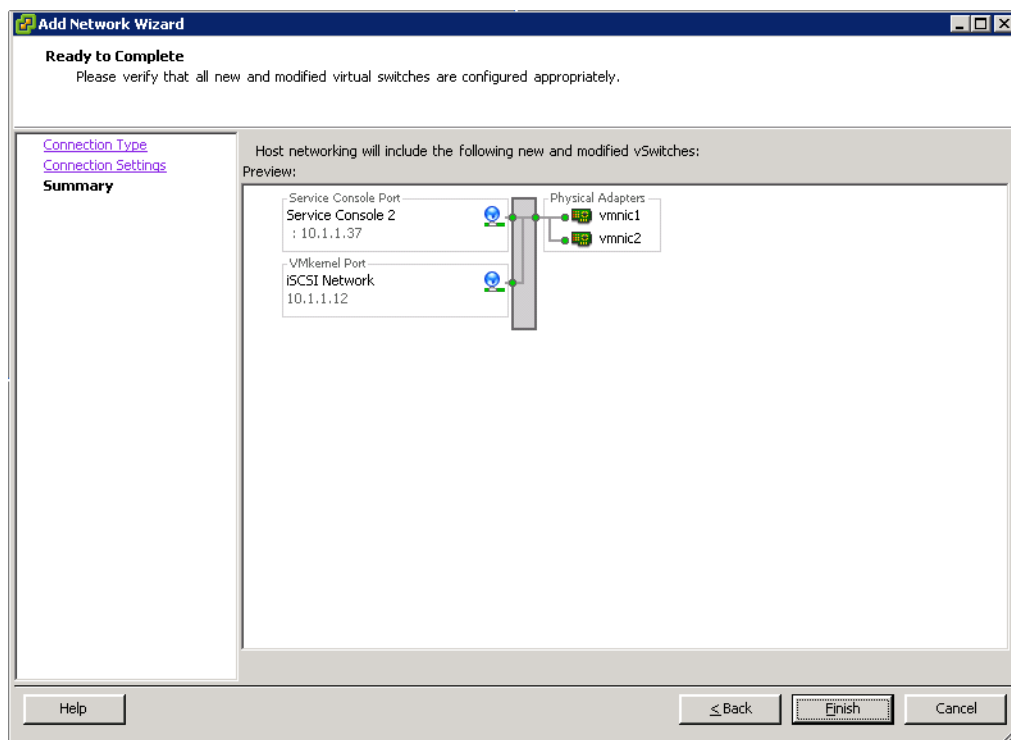 Add Network Wizard
Ready to Complete
Please verify that all new and modified virtual switches are configured appropriately.
Connection Type
Connection Settings
Summary
Host networking will include the following new and modified vSwitches:
Preview:
Service Console Port
Service Console 2
: 10.1.1.37
Physical Adapters
vmnic1
vmnic2
VMkernel Port
iSCSI Network
10.1.1.12
Help
< Back
Finish
Cancel